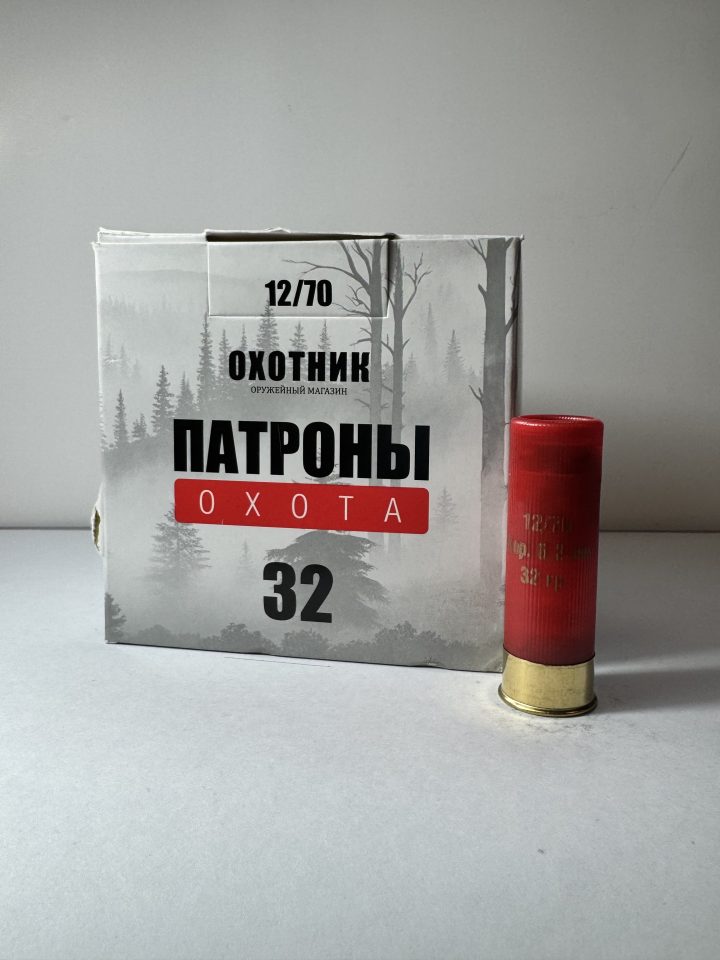 12/70
ОХОТНИК
ОРУЖЕЙНЫЙ МАГАЗИН
ПАТРОНЫ
ОХОТА
32
12/70
32 гр